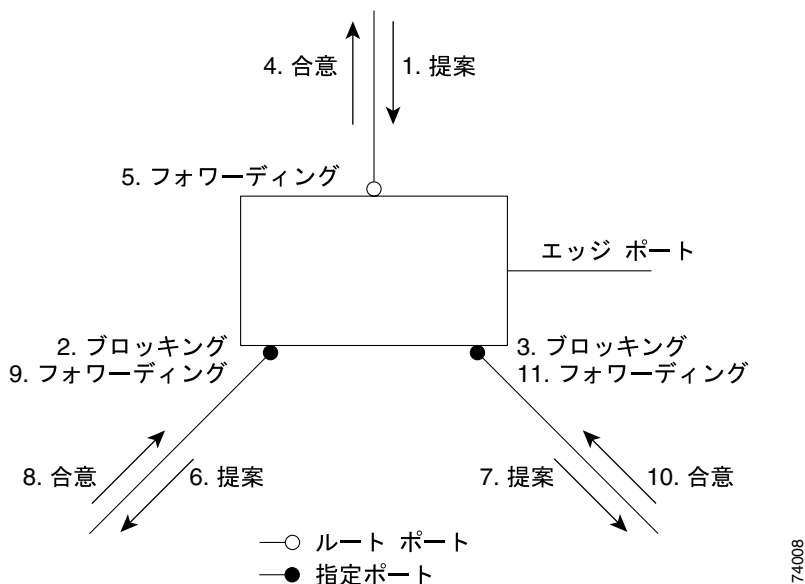 4. 合意
1. 提案
5. フォワーディング
エッジ ポート
2. ブロッキング
9. フォワーディング
3. ブロッキング
11. フォワーディング
8. 合意
6. 提案
7. 提案
10. 合意
ルート ポート
指定ポート
74008